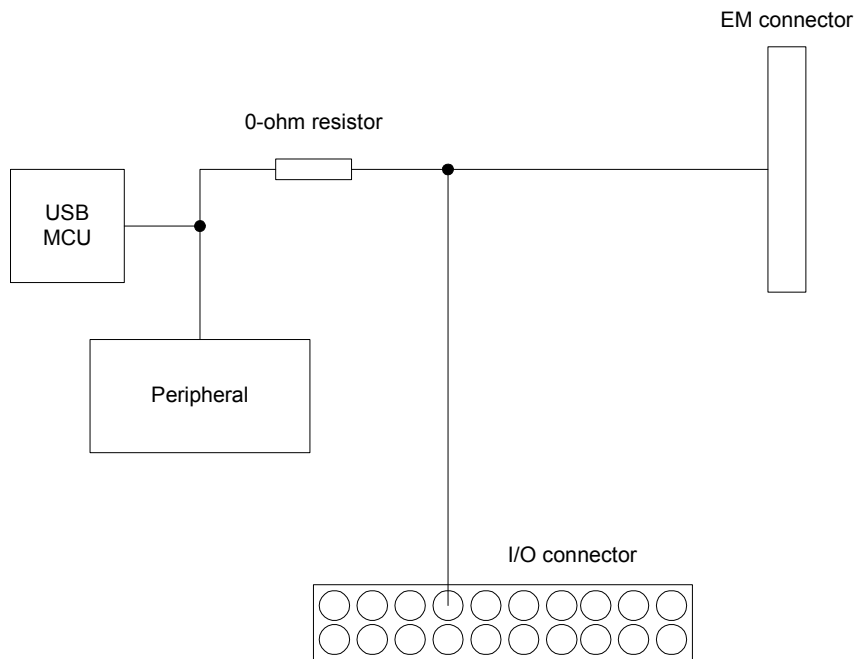 EM connector
0-ohm resistor
USB
MCU
Peripheral
I/O connector